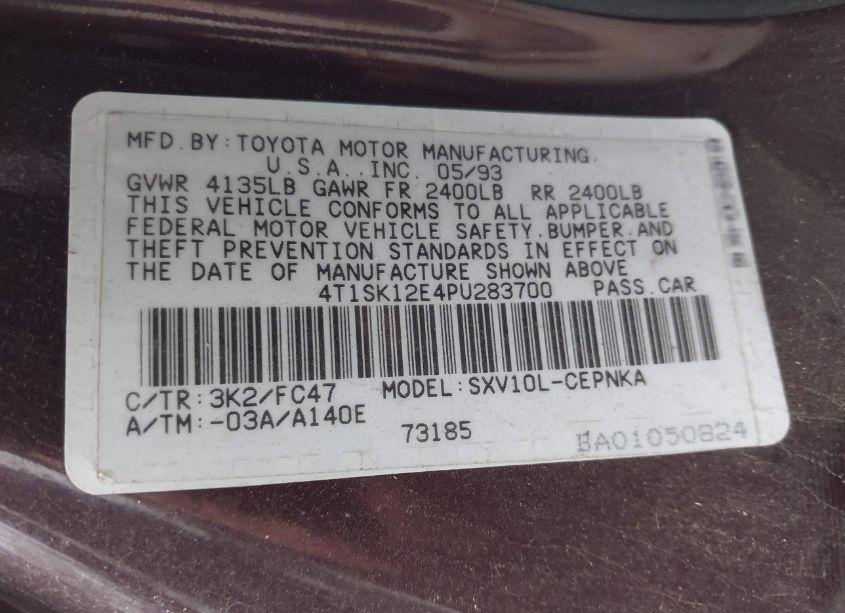 MFD.BY:TOYOTA MOTOR MANUFACTURING.
U.S.A..INC. 05/93
GVWR 4135LB GAWR FR 2400LB RR 2400LB
THIS VEHICLE CONFORMS TO ALL APPLICABLE
FEDERAL MOTOR VEHICLE SAFETY.BUMPER.AND
THEFT PREVENTION STANDARDS IN EFFECT ON
THE DATE OF MANUFACTURE SHOWN ABOVE
4T1SK12E4PU283700 PASS.CAR
C/TR:3K2/FC47 MODEL:SXV10L-CEPNKA
A/TM:-03A/A140E
73185
BA01050824